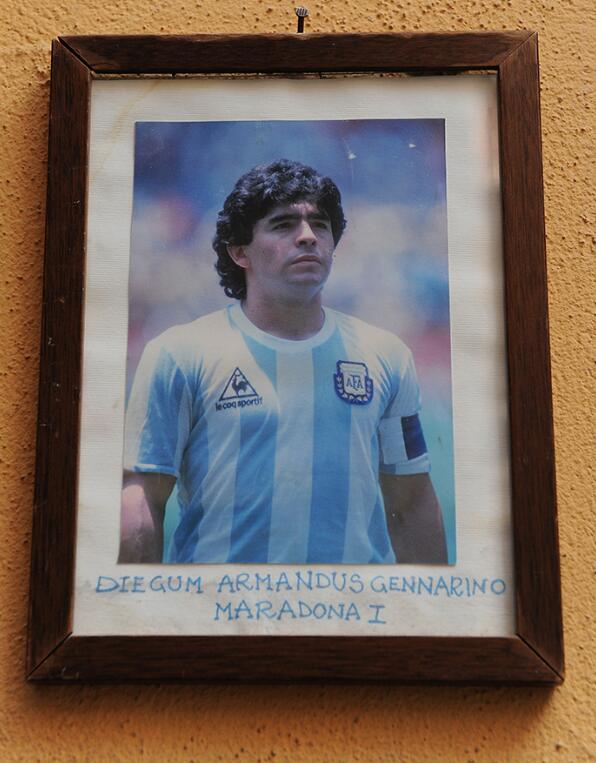 le coq sportif
AFA
DIEGUM ARMANDUS GENNARINO
MARADONA I